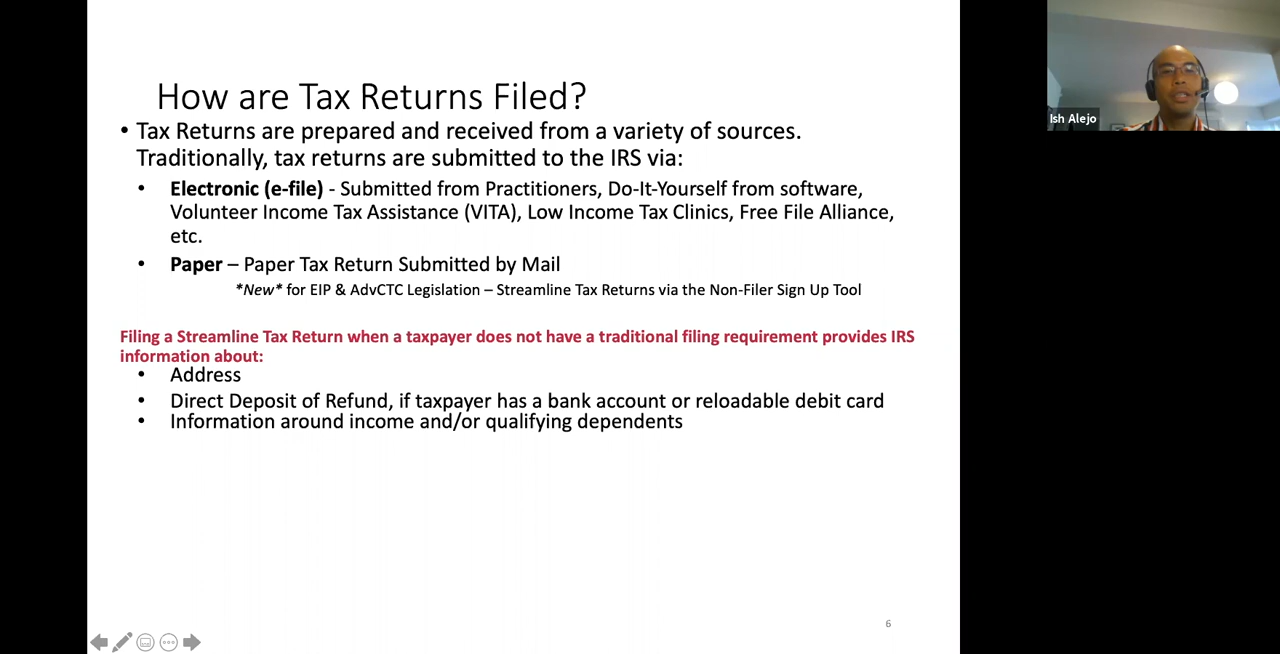 How are Tax Returns Filed?
• Tax Returns are prepared and received from a variety of sources.
Traditionally, tax returns are submitted to the IRS via:
• Electronic (e-file) - Submitted from Practitioners, Do-It-Yourself from software,
Volunteer Income Tax Assistance (VITA), Low Income Tax Clinics, Free File Alliance,
etc.
• Paper – Paper Tax Return Submitted by Mail
*New* for EIP & AdvCTC Legislation – Streamline Tax Returns via the Non-Filer Sign Up Tool
Filing a Streamline Tax Return when a taxpayer does not have a traditional filing requirement provides IRS
information about:
• Address
• Direct Deposit of Refund, if taxpayer has a bank account or reloadable debit card
• Information around income and/or qualifying dependents
6
Ish Alejo